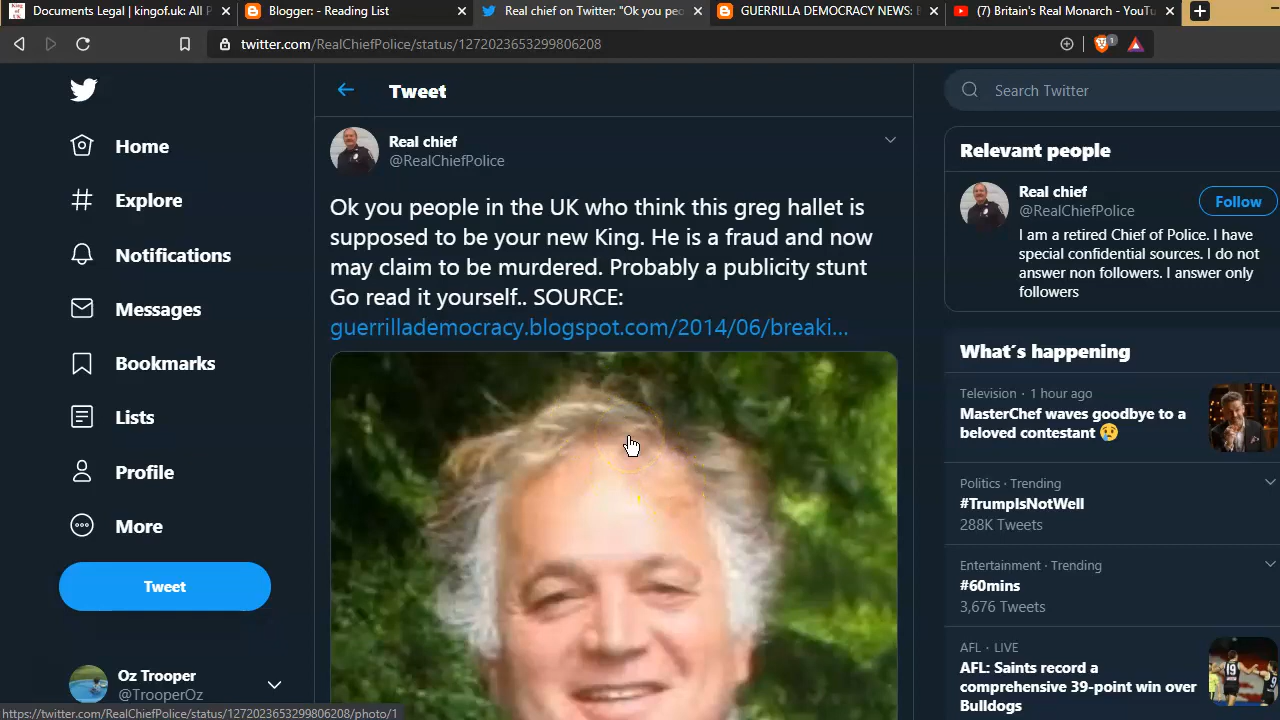 Documents Legal | kingof.uk: All P
Blogger: - Reading List
Real chief on Twitter: "Ok you peo
GUERRILLA DEMOCRACY NEWS: B
(7) Britain's Real Monarch - YouTu
twitter.com/RealChiefPolice/status/1272023653299806208
1
Home
Explore
Notifications
Messages
Bookmarks
Lists
Profile
More
Tweet
Oz Trooper
@TrooperOz
Tweet
Real chief
@RealChiefPolice
Ok you people in the UK who think this greg hallet is
supposed to be your new King. He is a fraud and now
may claim to be murdered. Probably a publicity stunt
Go read it yourself.. SOURCE:
guerrillademocracy.blogspot.com/2014/06/breaki...
Search Twitter
Relevant people
Real chief
@RealChiefPolice
Follow
I am a retired Chief of Police. I have
special confidential sources. I do not
answer non followers. I answer only
followers
What´s happening
Television · 1 hour ago
MasterChef waves goodbye to a
beloved contestant 😢
Politics · Trending
#TrumpIsNotWell
288K Tweets
Entertainment · Trending
#60mins
3,676 Tweets
AFL · LIVE
AFL: Saints record a
comprehensive 39-point win over
Bulldogs
https://twitter.com/RealChiefPolice/status/1272023653299806208/photo/1